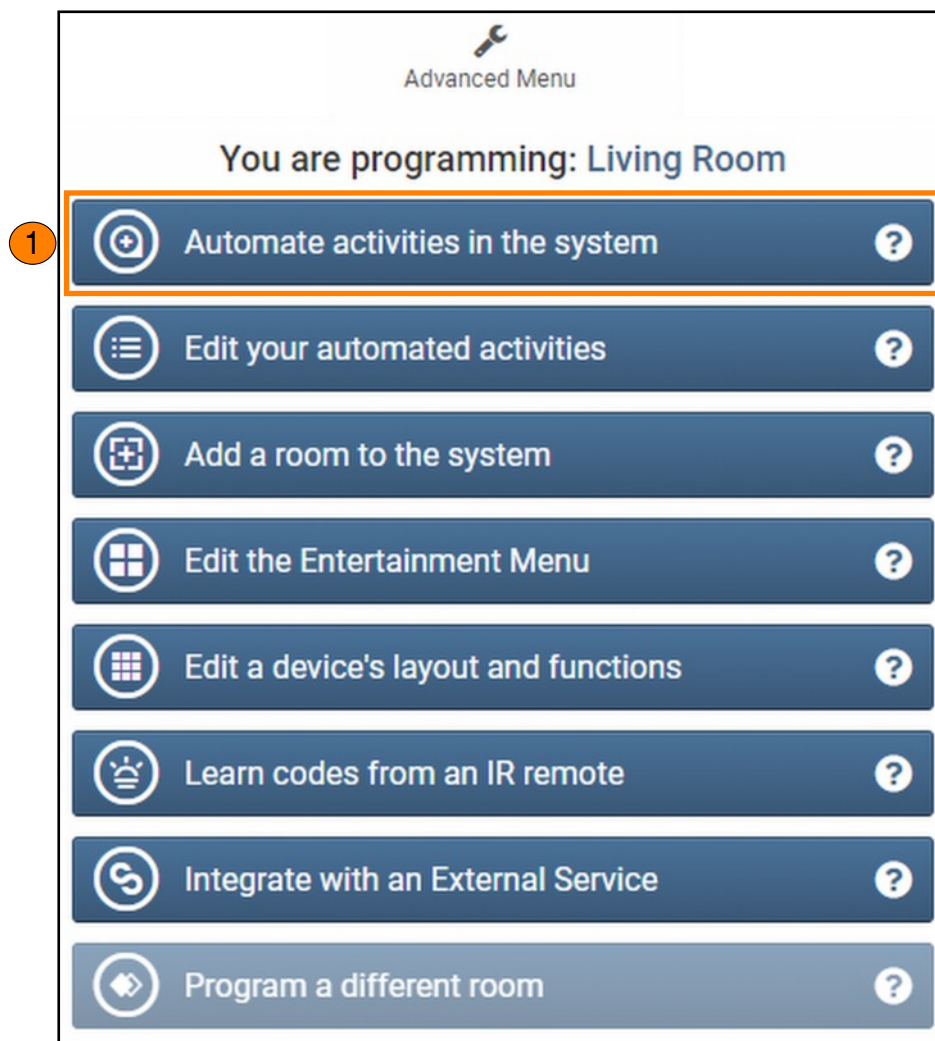 Advanced Menu
You are programming: Living Room
1
Automate activities in the system ?
Edit your automated activities ?
Add a room to the system ?
Edit the Entertainment Menu ?
Edit a device's layout and functions ?
Learn codes from an IR remote ?
Integrate with an External Service ?
Program a different room ?